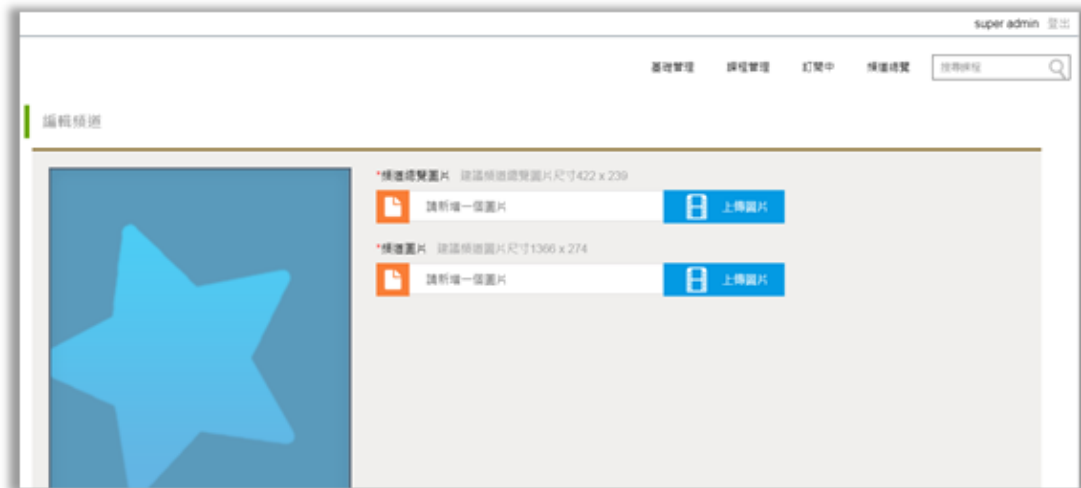 super admin 登出
基礎管理 課程管理 訂閱中 頻道總覽 搜尋課程
編輯頻道
*頻道總覽圖片 建議頻道總覽圖片尺寸422 x 239
請新增一個圖片 上傳圖片
*頻道圖片 建議頻道圖片尺寸1366 x 274
請新增一個圖片 上傳圖片